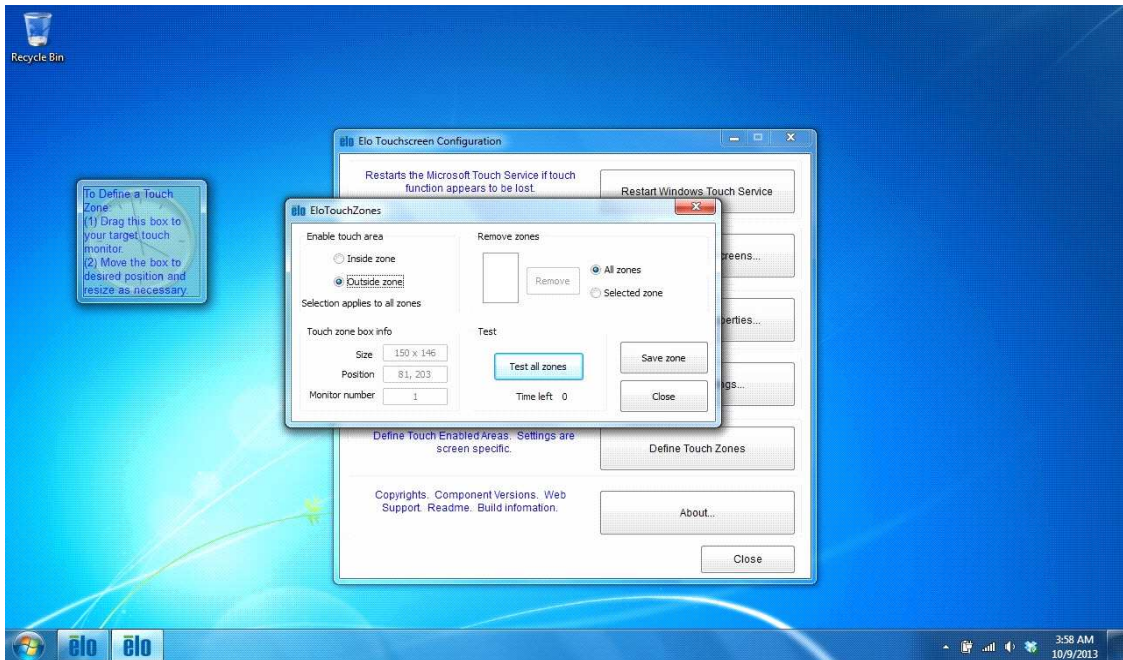 Recycle Bin
elo Elo Touchscreen Configuration
Restarts the Microsoft Touch Service if touch
function appears to be lost.
Restart Windows Touch Service
To Define a Touch
Zone:
(1) Drag this box to
your target touch
monitor.
(2) Move the box to
desired position and
resize as necessary.
elo EloTouchZones
Enable touch area
Inside zone
Outside zone
Selection applies to all zones
Remove zones
Remove
All zones
Selected zone
Touch zone box info
Size 150 x 146
Position 81, 203
Monitor number 1
Test
Test all zones
Time left 0
Save zone
Close
Define Touch Enabled Areas. Settings are
screen specific.
Define Touch Zones
Copyrights. Component Versions. Web
Support. Readme. Build infomation.
About...
Close
elo
elo
3:58 AM
10/9/2013